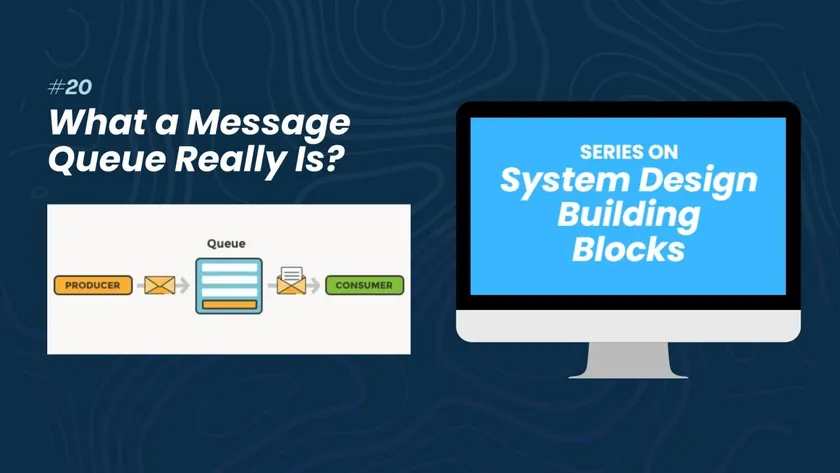 #20
What a Message
Queue Really Is?
Queue
PRODUCER
CONSUMER
SERIES ON
System Design
Building
Blocks